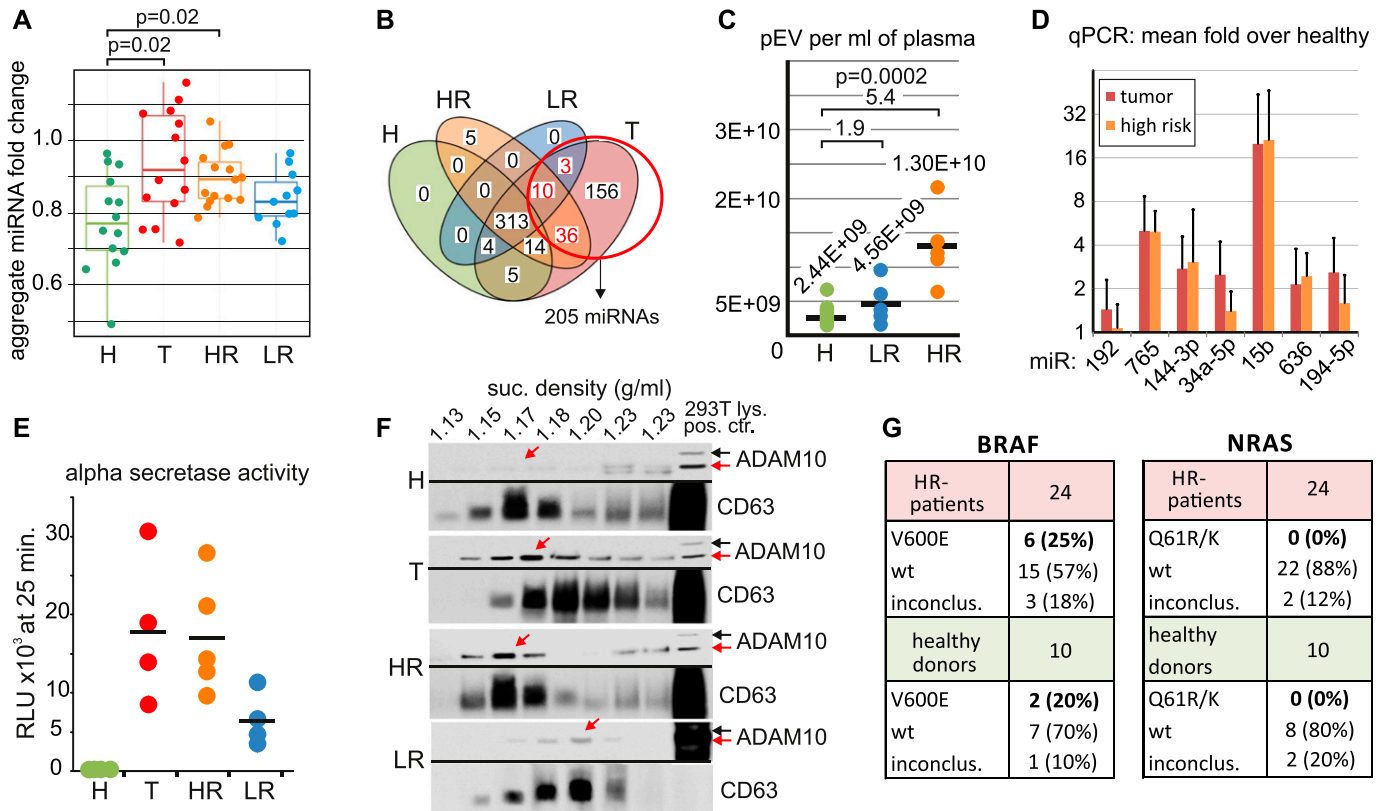 A
p=0.02
p=0.02
aggregate miRNA fold change
1.0
0.8
0.6
H T HR LR
B
HR LR
H T
5 0
0 0 3
0 0 10 156
313
0 4 14 36
5
205 miRNAs
C
pEV per ml of plasma
p=0.0002
5.4
3E+10
1.9
1.30E+10
2E+10
2.44E+09
4.56E+09
5E+09
0
H LR HR
D
qPCR: mean fold over healthy
tumor
high risk
32
16
8
4
2
1
miR: 192 765 144-3p 34a-5p 15b 636 194-5p
E
alpha secretase activity
RLU x10³ at 25 min.
30
20
10
5
0
H T HR LR
F
suc. density (g/ml)
1.13 1.15 1.17 1.18 1.20 1.23 1.23
293T lys.
pos. ctr.
H
ADAM10
CD63
T
ADAM10
CD63
HR
ADAM10
CD63
LR
ADAM10
CD63
G
BRAF
HR-
patients
24
V600E 6 (25%)
wt 15 (57%)
inconclus. 3 (18%)
healthy
donors
10
V600E 2 (20%)
wt 7 (70%)
inconclus. 1 (10%)
NRAS
HR-
patients
24
Q61R/K 0 (0%)
wt 22 (88%)
inconclus. 2 (12%)
healthy
donors
10
Q61R/K 0 (0%)
wt 8 (80%)
inconclus. 2 (20%)